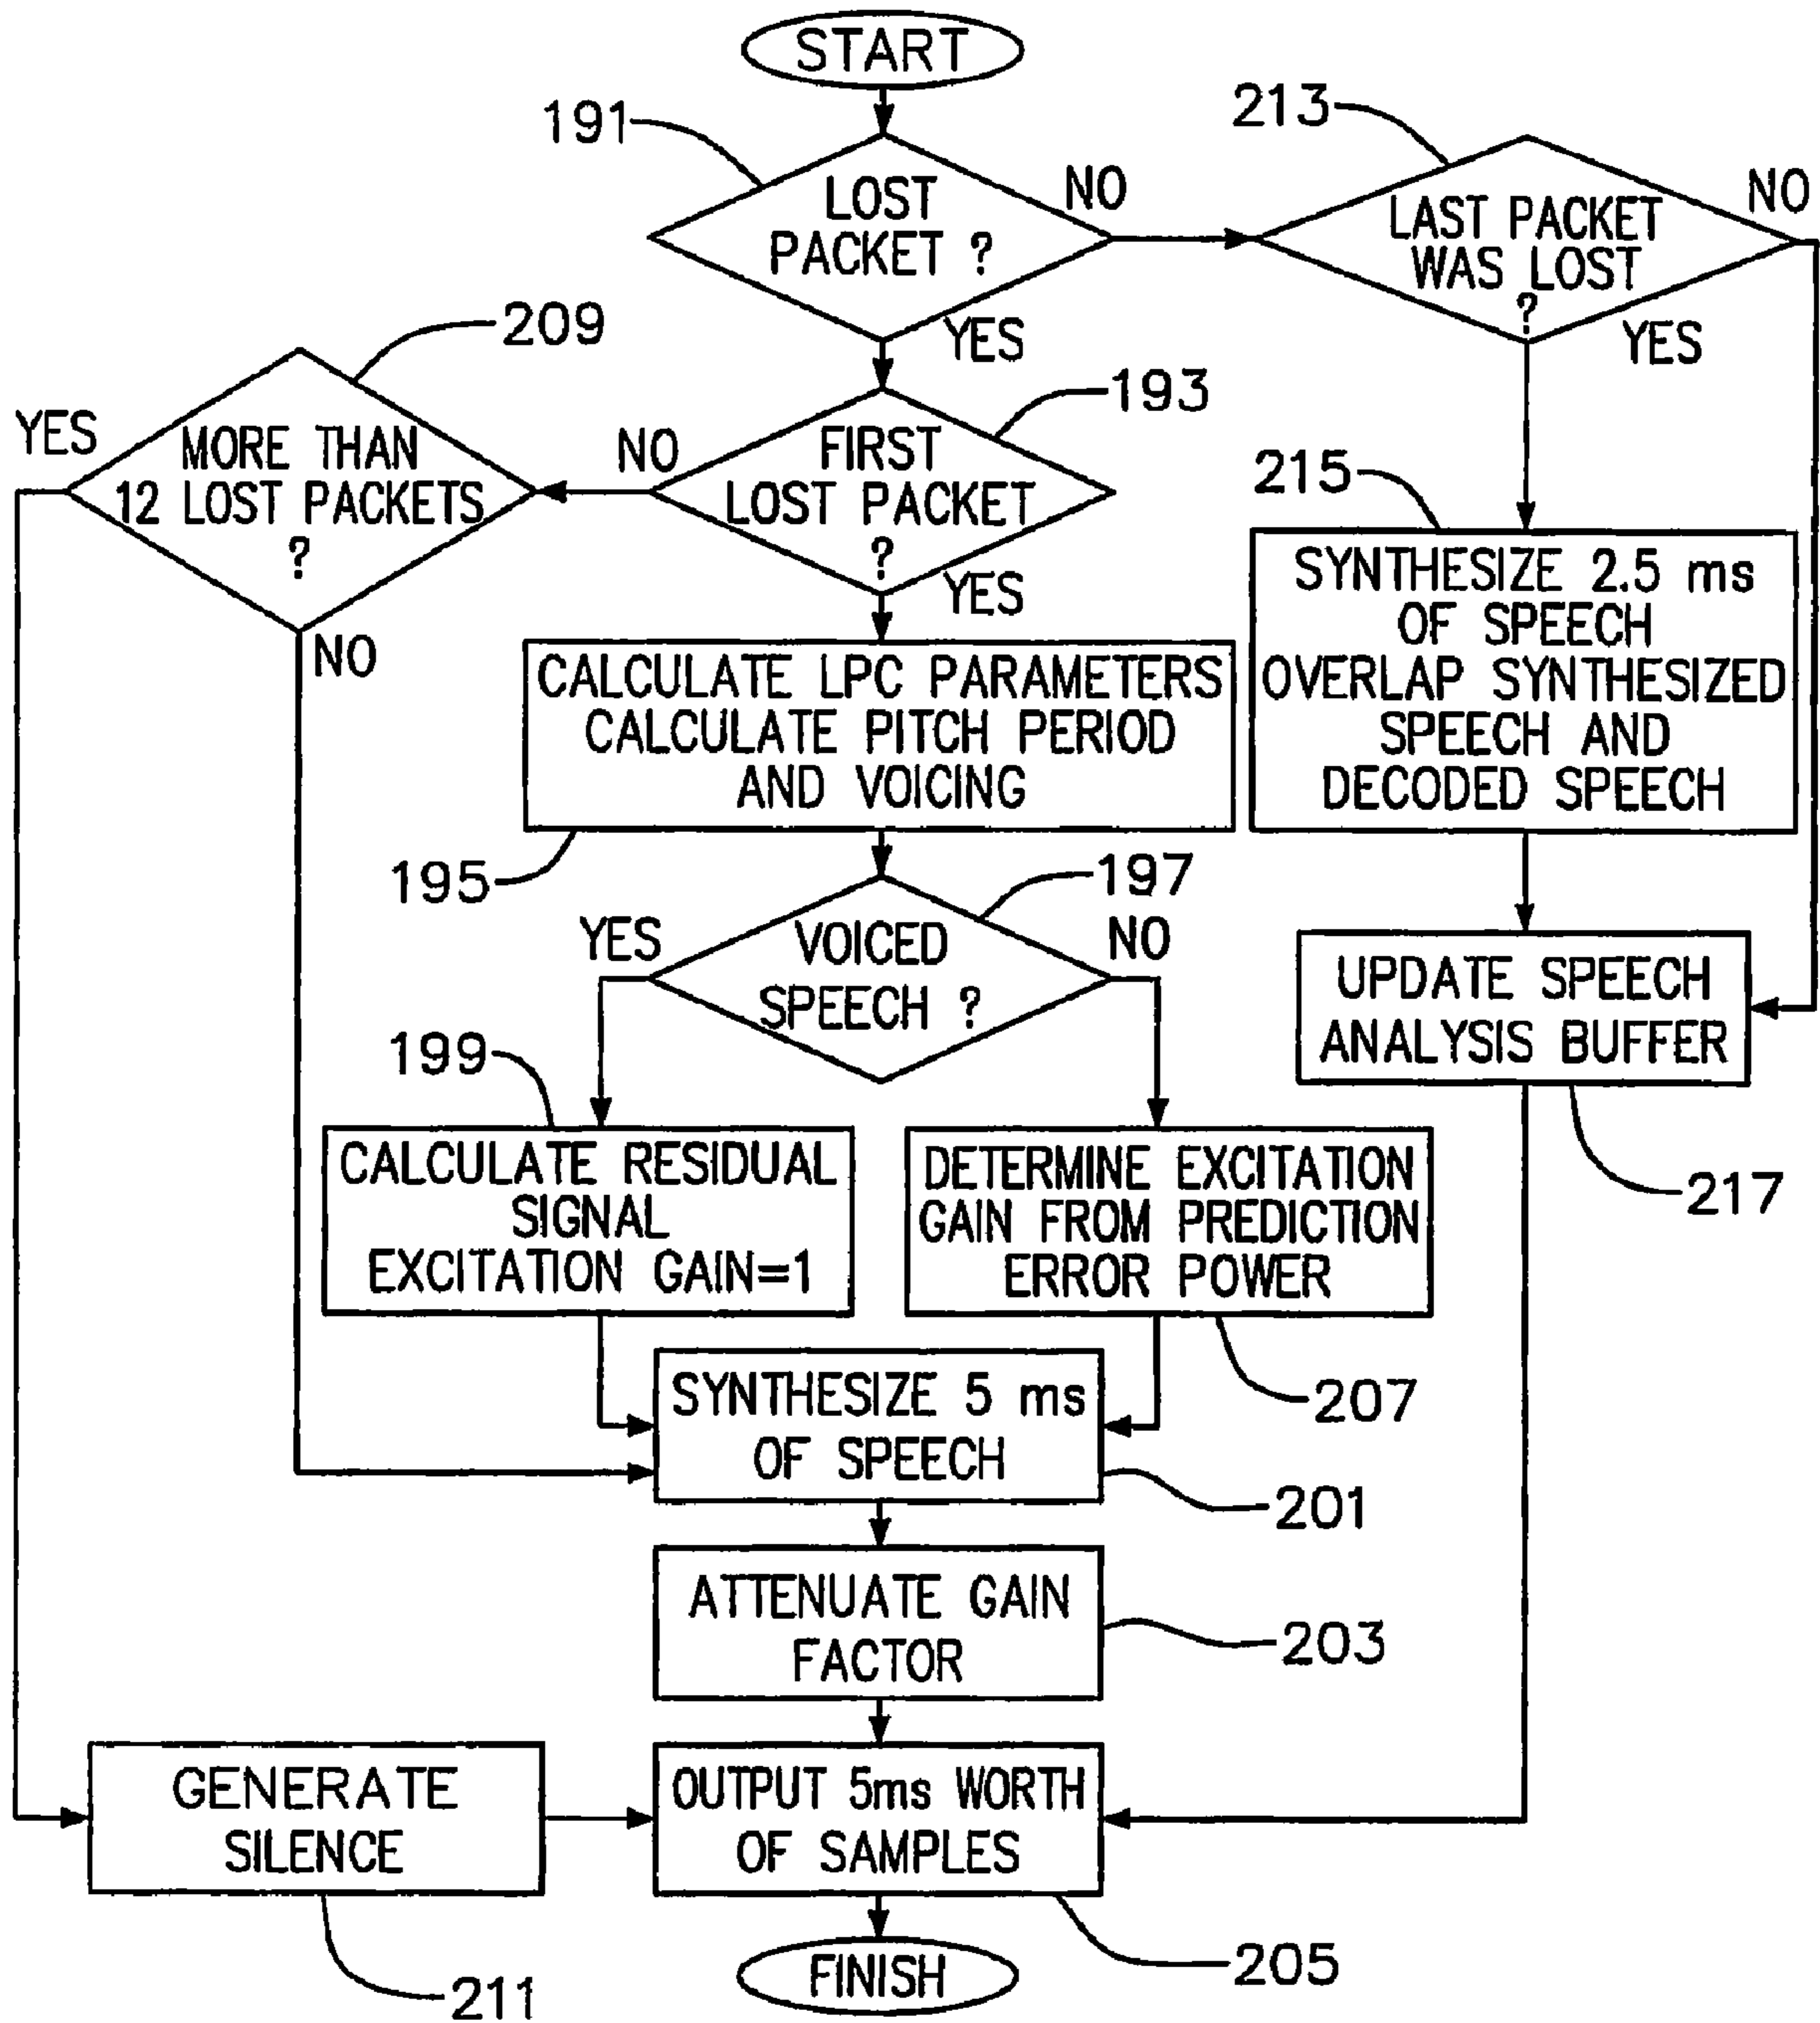 START
191
213
LOST
PACKET ?
NO
LAST PACKET
WAS LOST
?
NO
YES
YES
209
193
YES
MORE THAN
12 LOST PACKETS
?
NO
FIRST
LOST PACKET
?
YES
NO
215
SYNTHESIZE 2.5 ms
OF SPEECH
OVERLAP SYNTHESIZED
SPEECH AND
DECODED SPEECH
CALCULATE LPC PARAMETERS
CALCULATE PITCH PERIOD
AND VOICING
195
197
YES
VOICED
SPEECH ?
NO
UPDATE SPEECH
ANALYSIS BUFFER
217
199
CALCULATE RESIDUAL
SIGNAL
EXCITATION GAIN=1
DETERMINE EXCITATION
GAIN FROM PREDICTION
ERROR POWER
207
SYNTHESIZE 5 ms
OF SPEECH
201
ATTENUATE GAIN
FACTOR
203
GENERATE
SILENCE
211
OUTPUT 5ms WORTH
OF SAMPLES
205
FINISH